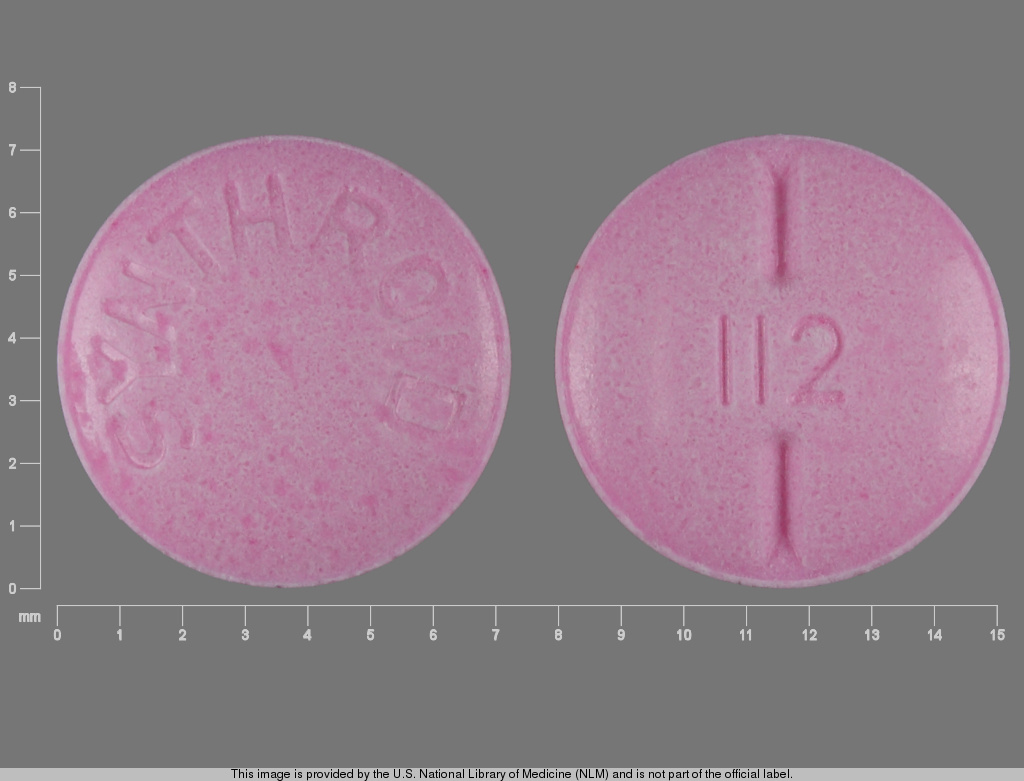 8
7
6
5
4
3
2
1
0
mm
0 1 2 3 4 5 6 7 8 9 10 11 12 13 14 15
SYNTHROID
112
This image is provided by the U.S. National Library of Medicine (NLM) and is not part of the official label.